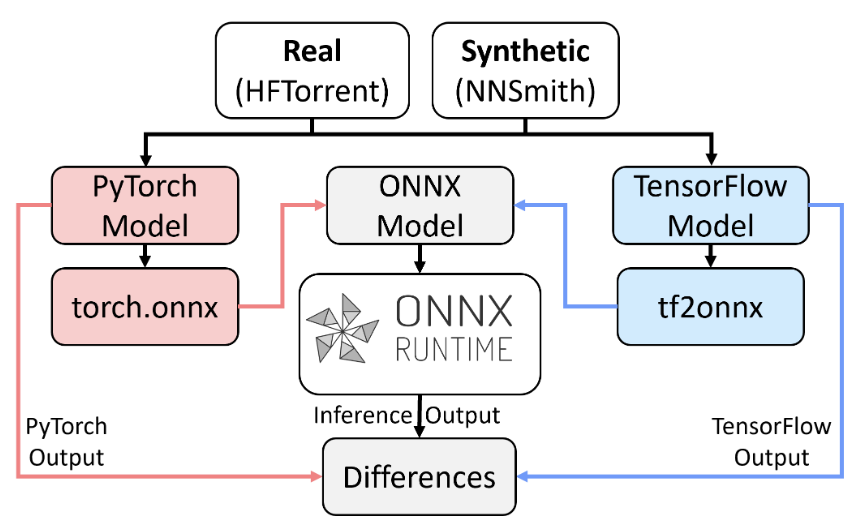 Real
(HFTorrent)
Synthetic
(NNSmith)
PyTorch
Model
ONNX
Model
TensorFlow
Model
torch.onnx
ONNX
RUNTIME
tf2onnx
Inference Output
PyTorch
Output
TensorFlow
Output
Differences